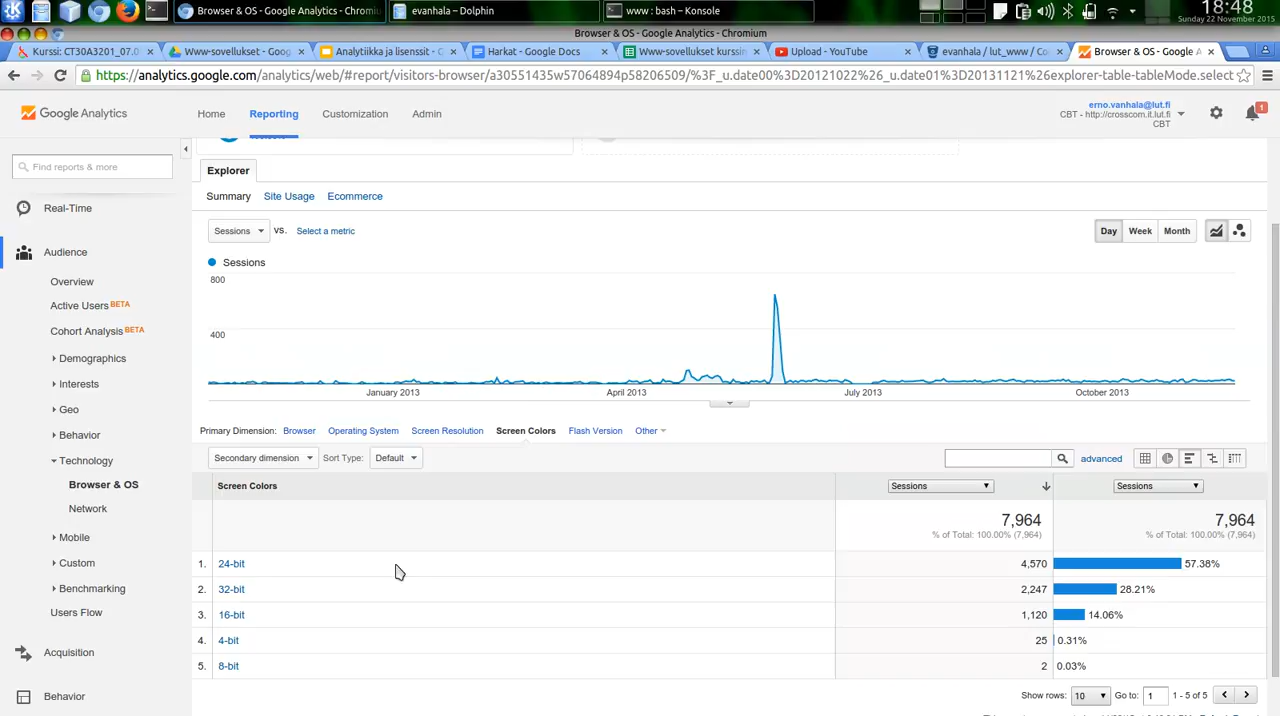 Browser & OS - Google Analytics - Chromiu
evanhala – Dolphin
www : bash – Konsole
18:48
Sunday 22 November 2015
Browser & OS - Google Analytics - Chromium
Kurssi: CT30A3201_07.0
Www-sovellukset - Goog
Analytiikka ja lisenssit - C
Harkat - Google Docs
Www-sovellukset kurssin
Upload - YouTube
evanhala / lut_www / Co
Browser & OS - Google A
https://analytics.google.com/analytics/web/#report/visitors-browser/a30551435w57064894p58206509/%3F_u.date00%3D20121022%26_u.date01%3D20131121%26explorer-table-tableMode.select
Google Analytics
Home
Reporting
Customization
Admin
erno.vanhala@lut.fi
CBT - http://crosscom.it.lut.fi
CBT
1
Find reports & more
Explorer
Summary
Site Usage
Ecommerce
Real-Time
Sessions
VS.
Select a metric
Day
Week
Month
Audience
Sessions
Overview
800
Active Users BETA
Cohort Analysis BETA
400
Demographics
Interests
January 2013
April 2013
July 2013
October 2013
Geo
Behavior
Primary Dimension:
Browser
Operating System
Screen Resolution
Screen Colors
Flash Version
Other
Technology
Secondary dimension
Sort Type:
Default
advanced
Browser & OS
Screen Colors
Sessions
Sessions
Network
7,964
% of Total: 100.00% (7,964)
7,964
% of Total: 100.00% (7,964)
Mobile
Custom
1. 24-bit 4,570 57.38%
Benchmarking
2. 32-bit 2,247 28.21%
Users Flow
3. 16-bit 1,120 14.06%
4. 4-bit 25 0.31%
Acquisition
5. 8-bit 2 0.03%
Behavior
Show rows: 10 Go to: 1 1 - 5 of 5